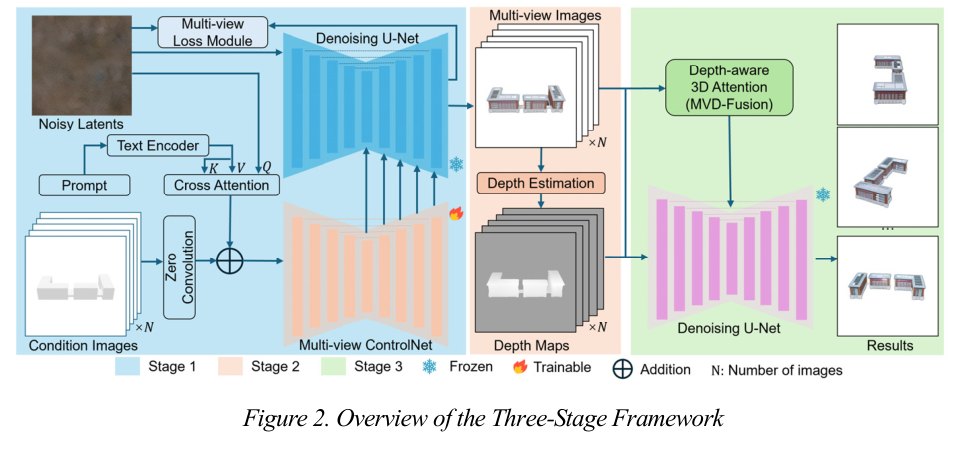 Multi-view
Loss Module
Denoising U-Net
Multi-view Images
Noisy Latents
Text Encoder
K
V
Q
Prompt
Cross Attention
Zero
Convolution
×N
Condition Images
Multi-view ControlNet
×N
Depth Estimation
×N
Depth Maps
Depth-aware
3D Attention
(MVD-Fusion)
Denoising U-Net
...
Results
Stage 1
Stage 2
Stage 3
Frozen
Trainable
Addition
N: Number of images
Figure 2. Overview of the Three-Stage Framework